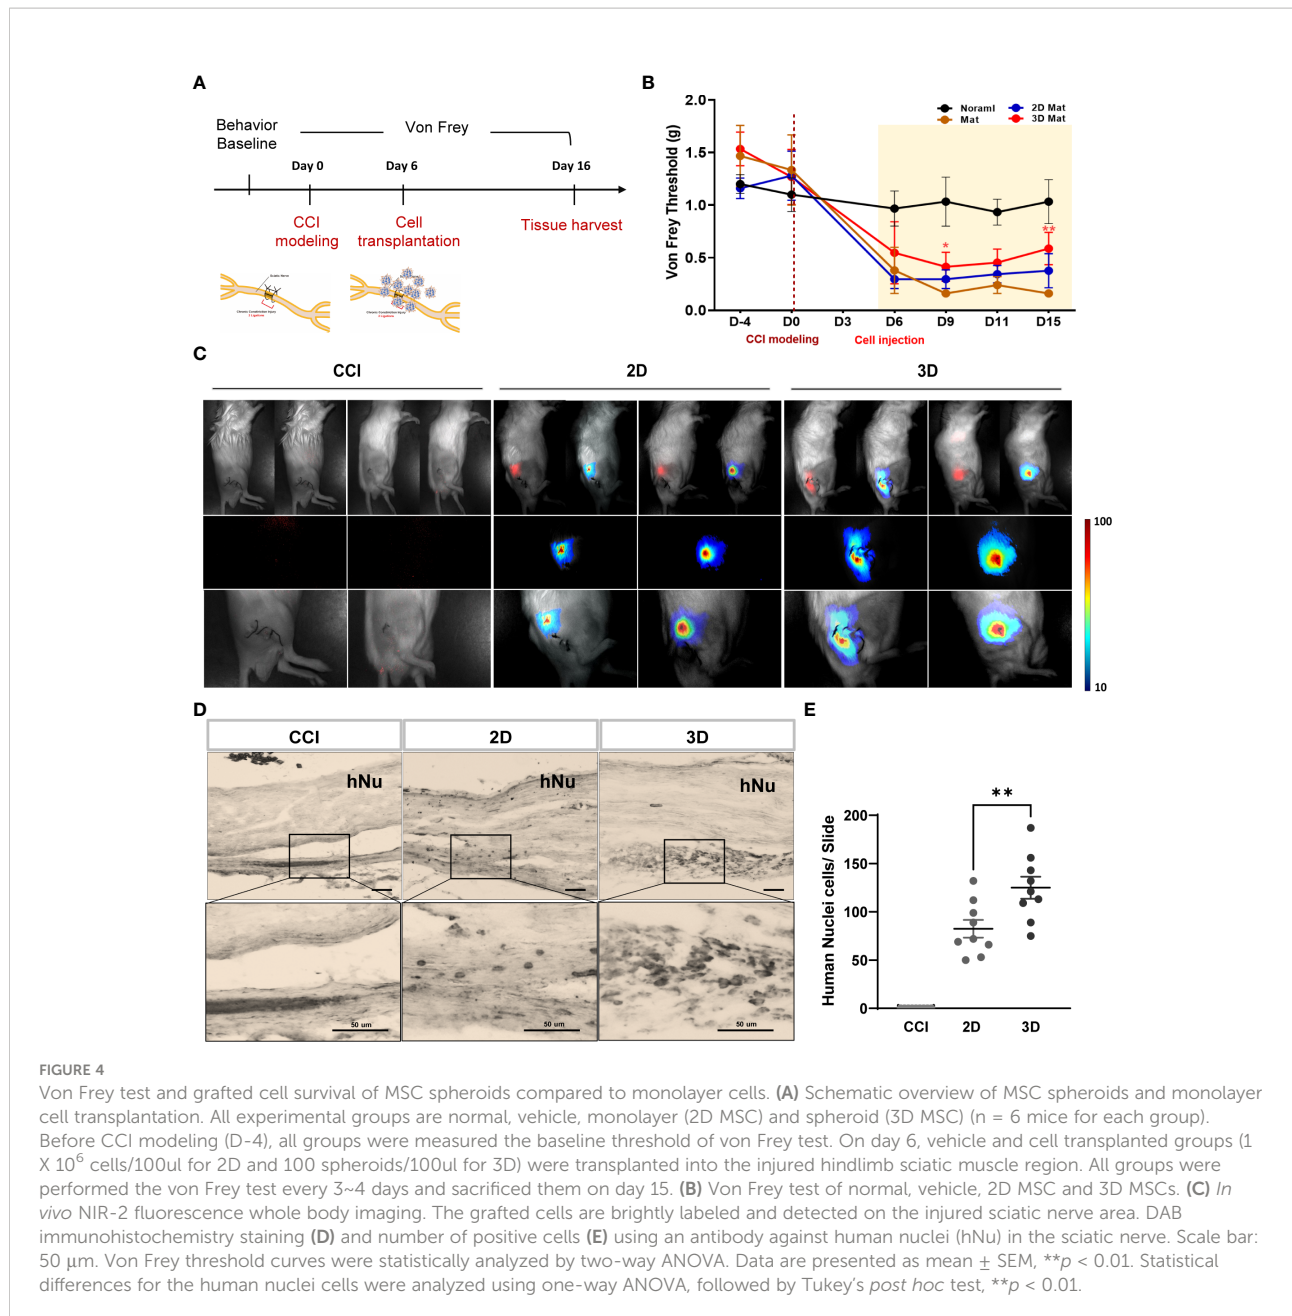 A
Behavior
Baseline
Von Frey
Day 0
Day 6
Day 16
CCI
modeling
Cell
transplantation
Tissue harvest
Chronic Constriction Injury
Chronic Constriction Injury
B
Von Frey Threshold (g)
2.0
1.5
1.0
0.5
0.0
Noraml
2D Mat
Mat
3D Mat
*
**
D-4
D0
D3
D6
D9
D11
D15
CCI modeling
Cell injection
C
CCI
2D
3D
100
10
D
CCI
2D
3D
hNu
hNu
hNu
50 um
50 um
50 um
E
Human Nuclei cells/ Slide
200
150
100
50
0
**
CCI
2D
3D
FIGURE 4
Von Frey test and grafted cell survival of MSC spheroids compared to monolayer cells. (A) Schematic overview of MSC spheroids and monolayer
cell transplantation. All experimental groups are normal, vehicle, monolayer (2D MSC) and spheroid (3D MSC) (n = 6 mice for each group).
Before CCI modeling (D-4), all groups were measured the baseline threshold of von Frey test. On day 6, vehicle and cell transplanted groups (1
X 10⁶ cells/100ul for 2D and 100 spheroids/100ul for 3D) were transplanted into the injured hindlimb sciatic muscle region. All groups were
performed the von Frey test every 3~4 days and sacrificed them on day 15. (B) Von Frey test of normal, vehicle, 2D MSC and 3D MSCs. (C) In
vivo NIR-2 fluorescence whole body imaging. The grafted cells are brightly labeled and detected on the injured sciatic nerve area. DAB
immunohistochemistry staining (D) and number of positive cells (E) using an antibody against human nuclei (hNu) in the sciatic nerve. Scale bar:
50 μm. Von Frey threshold curves were statistically analyzed by two-way ANOVA. Data are presented as mean ± SEM, **p < 0.01. Statistical
differences for the human nuclei cells were analyzed using one-way ANOVA, followed by Tukey's post hoc test, **p < 0.01.